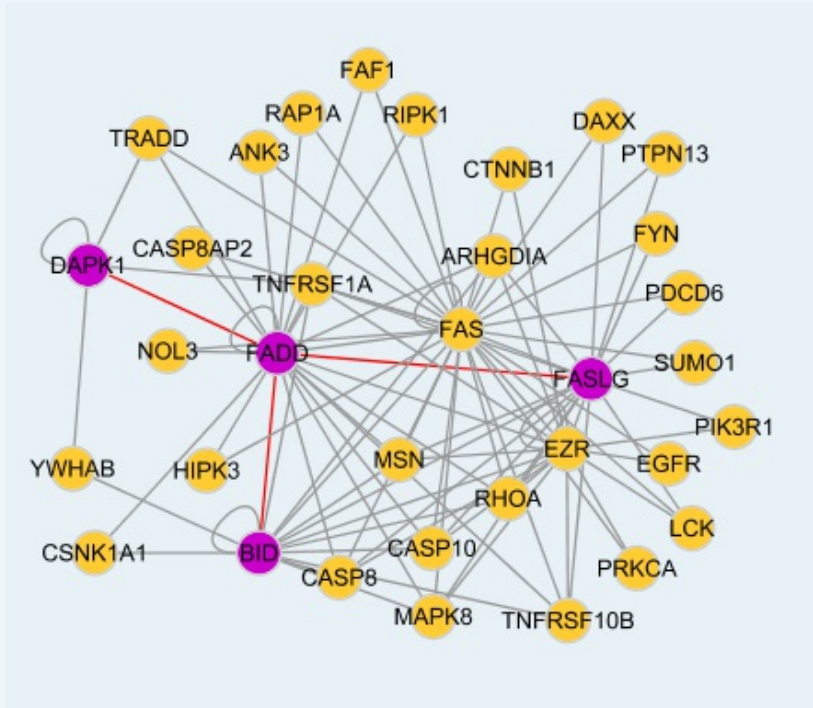 FAF1
RAP1A
RIPK1
DAXX
TRADD
ANK3
PTPN13
CTNNB1
FYN
CASP8AP2
ARHGDIA
DAPK1
TNFRSF1A
PDCD6
FAS
NOL3
FADD
SUMO1
FASLG
PIK3R1
EZR
MSN
EGFR
YWHAB
HIPK3
RHOA
LCK
CSNK1A1
BID
CASP10
CASP8
PRKCA
MAPK8
TNFRSF10B